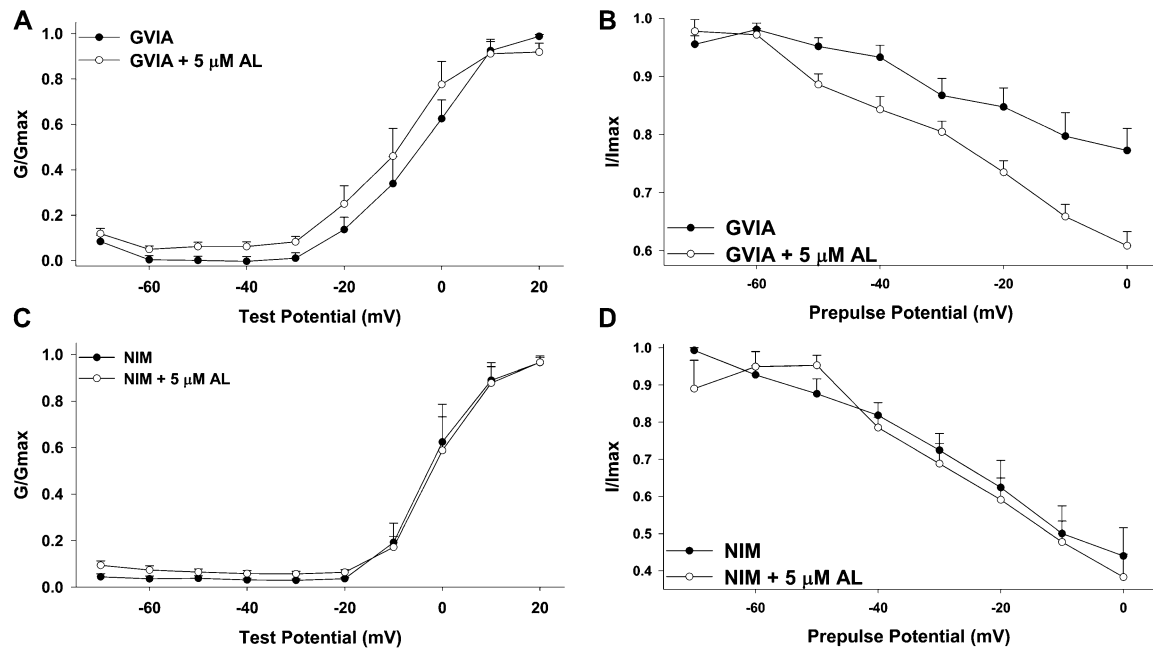 A
GVIA
GVIA + 5 μM AL
G/Gmax
1.0
0.8
0.6
0.4
0.2
0.0
-60 -40 -20 0 20
Test Potential (mV)
B
I/Imax
1.0
0.9
0.8
0.7
0.6
GVIA
GVIA + 5 μM AL
-60 -40 -20 0
Prepulse Potential (mV)
C
NIM
NIM + 5 μM AL
G/Gmax
1.0
0.8
0.6
0.4
0.2
0.0
-60 -40 -20 0 20
Test Potential (mV)
D
I/Imax
1.0
0.9
0.8
0.7
0.6
0.5
0.4
NIM
NIM + 5 μM AL
-60 -40 -20 0
Prepulse Potential (mV)